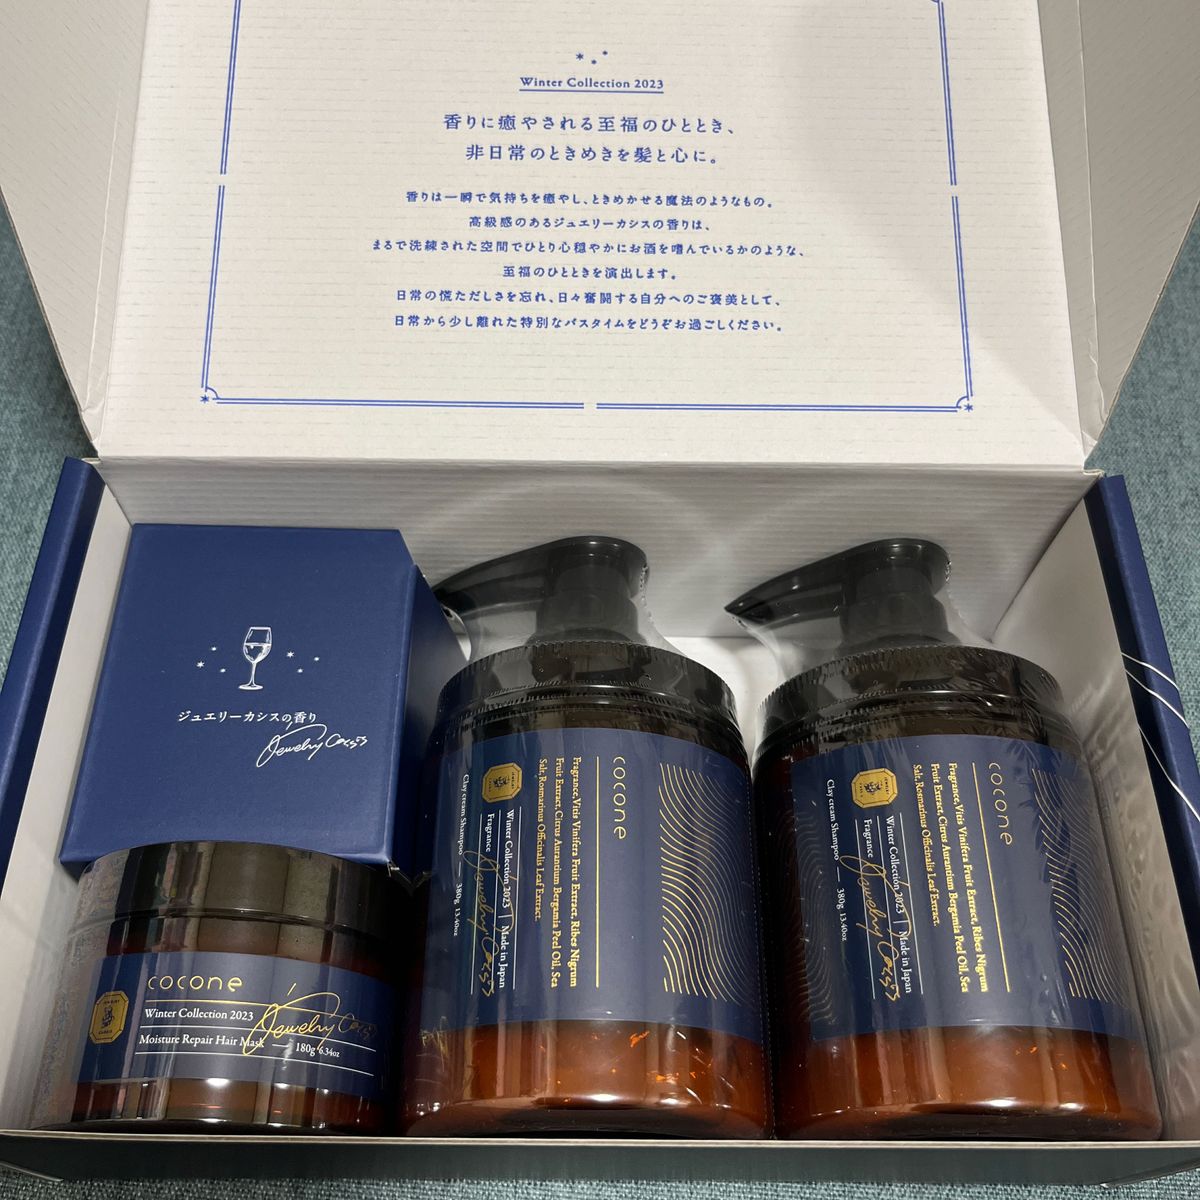 Winter Collection 2023
香りに癒やされる至福のひととき、
非日常のときめきを髪と心に。
香りは一瞬で気持ちを癒やし、ときめかせる魔法のようなもの。
高級感のあるジュエリーカシスの香りは、
まるで洗練された空間でひとり心穏やかにお酒を嗜んでいるかのような、
至福のひとときを演出します。
日常の慌ただしさを忘れ、日々奮闘する自分へのご褒美として、
日常から少し離れた特別なバスタイムをどうぞお過ごしください。
ジュエリーカシスの香り
Jewelry Cassis
cocone
Winter Collection 2023
Jewelry Cassis
Moisture Repair Hair Mask — 180g 6.34oz
cocone
Fragrance,Vitis Vinifera Fruit Extract, Ribes Nigrum
Fruit Extract,Citrus Aurantium Bergamia Peel Oil, Sea
Salt,Rosmarinus Officinalis Leaf Extract.
Winter Collection 2023 | Made in Japan
Fragrance Jewelry Cassis
Clay cream Shampoo — 380g 13.40oz
cocone
Fragrance,Vitis Vinifera Fruit Extract, Ribes Nigrum
Fruit Extract,Citrus Aurantium Bergamia Peel Oil, Sea
Salt,Rosmarinus Officinalis Leaf Extract.
Winter Collection 2023 | Made in Japan
Fragrance Jewelry Cassis
Clay cream Shampoo — 380g 13.40oz